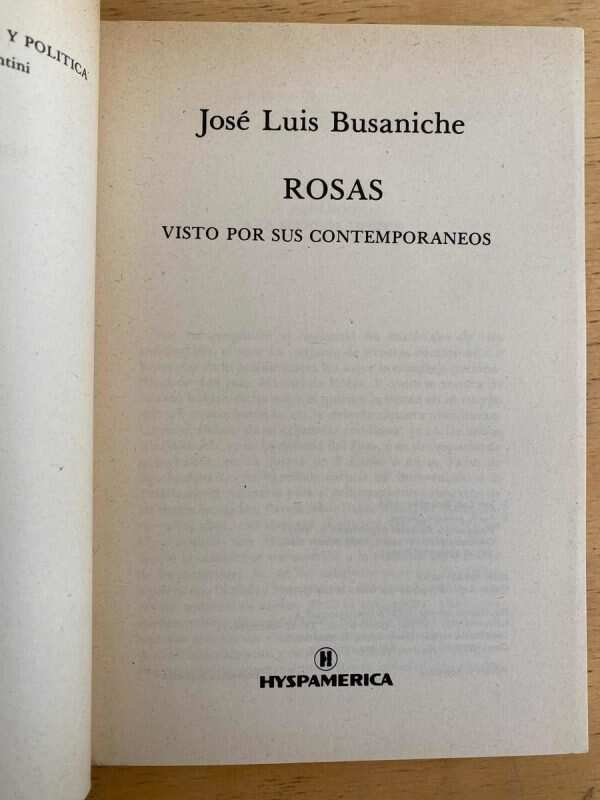 Y POLITICA
ntini
José Luis Busaniche
ROSAS
VISTO POR SUS CONTEMPORANEOS
H
HYSPAMERICA